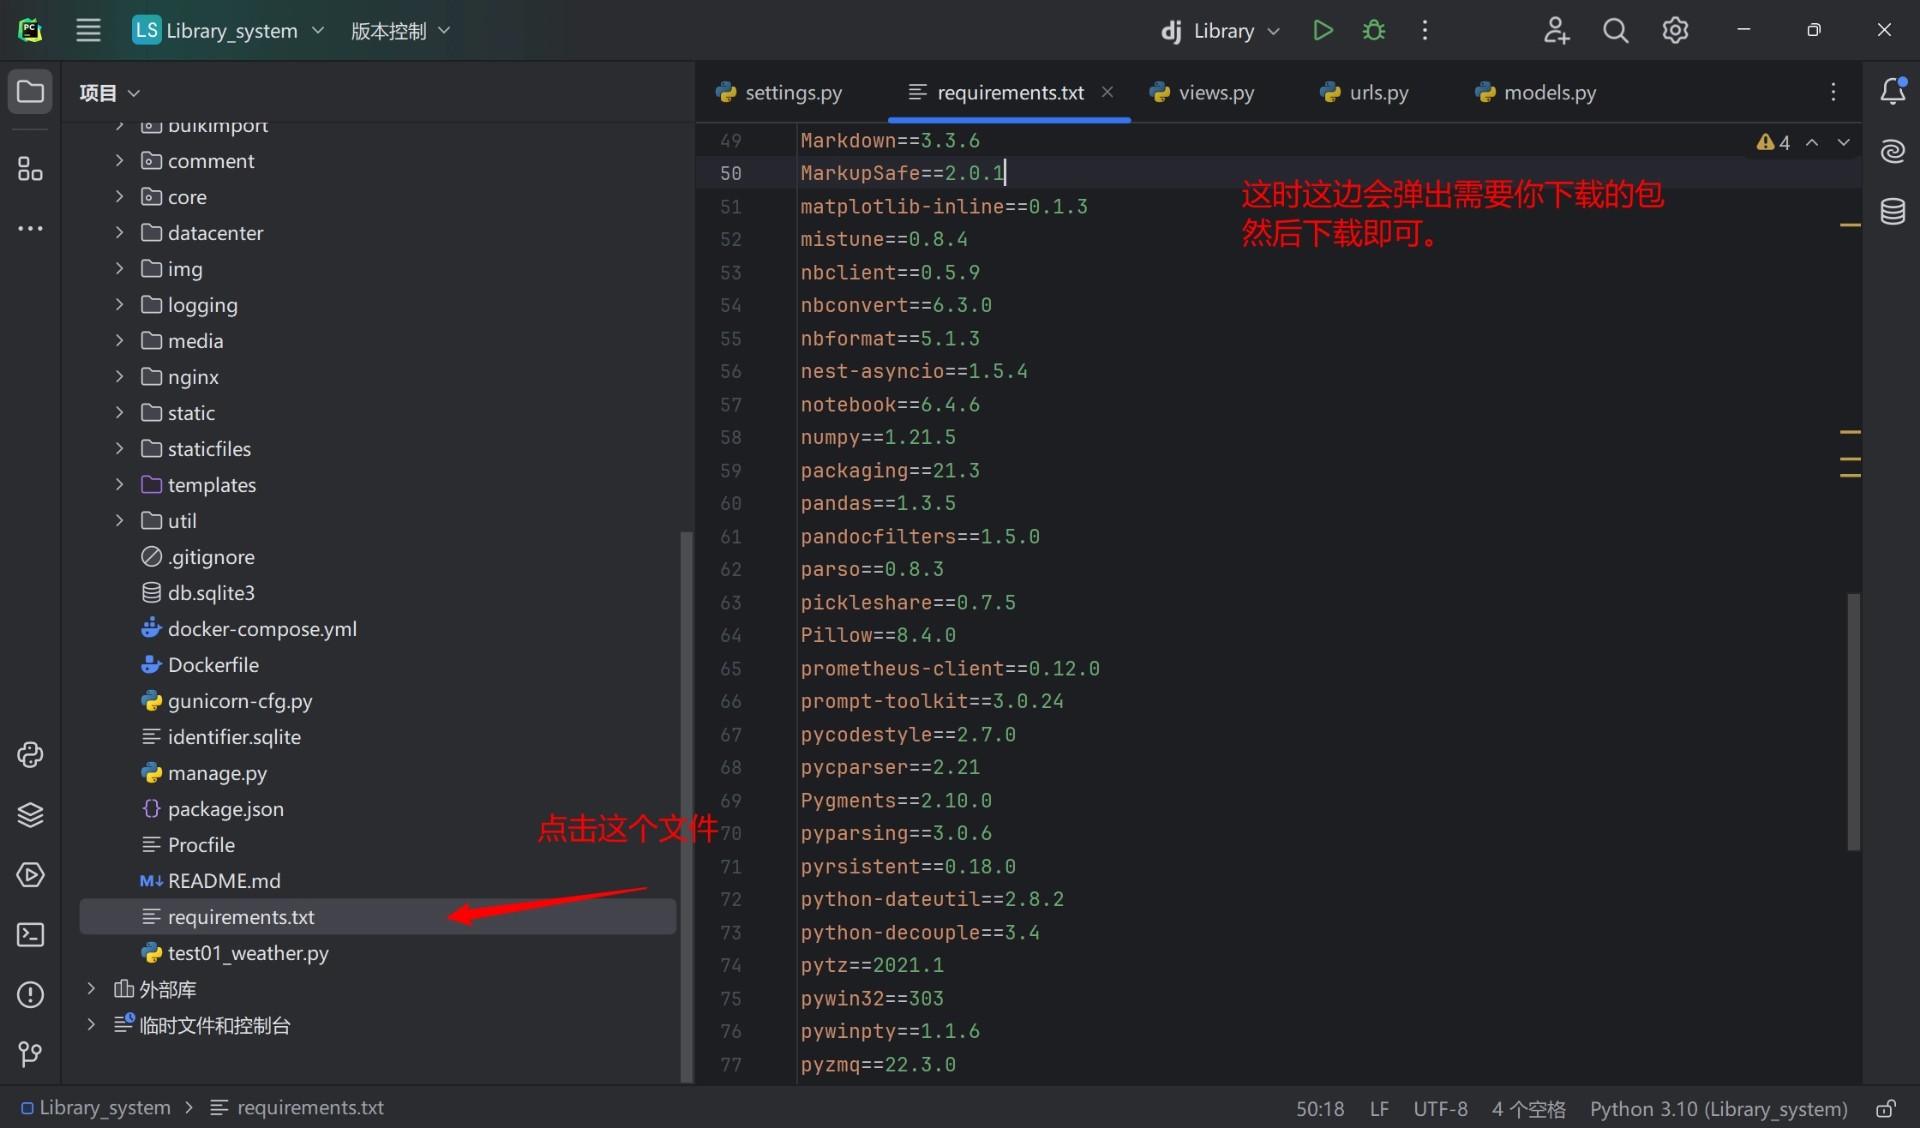 LS Library_system 版本控制 dj Library
项目
bulkimport
comment
core
datacenter
img
logging
media
nginx
static
staticfiles
templates
util
.gitignore
db.sqlite3
docker-compose.yml
Dockerfile
gunicorn-cfg.py
identifier.sqlite
manage.py
package.json
Procfile
M↓ README.md
requirements.txt
test01_weather.py
外部库
临时文件和控制台
点击这个文件
settings.py requirements.txt views.py urls.py models.py
4
49 Markdown==3.3.6
50 MarkupSafe==2.0.1
51 matplotlib-inline==0.1.3
52 mistune==0.8.4
53 nbclient==0.5.9
54 nbconvert==6.3.0
55 nbformat==5.1.3
56 nest-asyncio==1.5.4
57 notebook==6.4.6
58 numpy==1.21.5
59 packaging==21.3
60 pandas==1.3.5
61 pandocfilters==1.5.0
62 parso==0.8.3
63 pickleshare==0.7.5
64 Pillow==8.4.0
65 prometheus-client==0.12.0
66 prompt-toolkit==3.0.24
67 pycodestyle==2.7.0
68 pycparser==2.21
69 Pygments==2.10.0
70 pyparsing==3.0.6
71 pyrsistent==0.18.0
72 python-dateutil==2.8.2
73 python-decouple==3.4
74 pytz==2021.1
75 pywin32==303
76 pywinpty==1.1.6
77 pyzmq==22.3.0
这时这边会弹出需要你下载的包
然后下载即可。
Library_system > requirements.txt
50:18 LF UTF-8 4 个空格 Python 3.10 (Library_system)